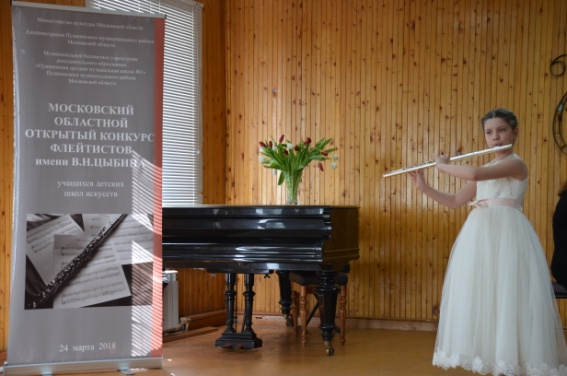 Министерство культуры Московской области
Администрация Пушкинского муниципального района
Московской области
Муниципальное бюджетное учреждение
дополнительного образования
«Пушкинская детская музыкальная школа №1»
Пушкинского муниципального района
Московской области
МОСКОВСКИЙ
ОБЛАСТНОЙ
ОТКРЫТЫЙ КОНКУРС
ФЛЕЙТИСТОВ
имени В.Н.ЦЫБИНА
учащихся детских
школ искусств
24 марта 2018